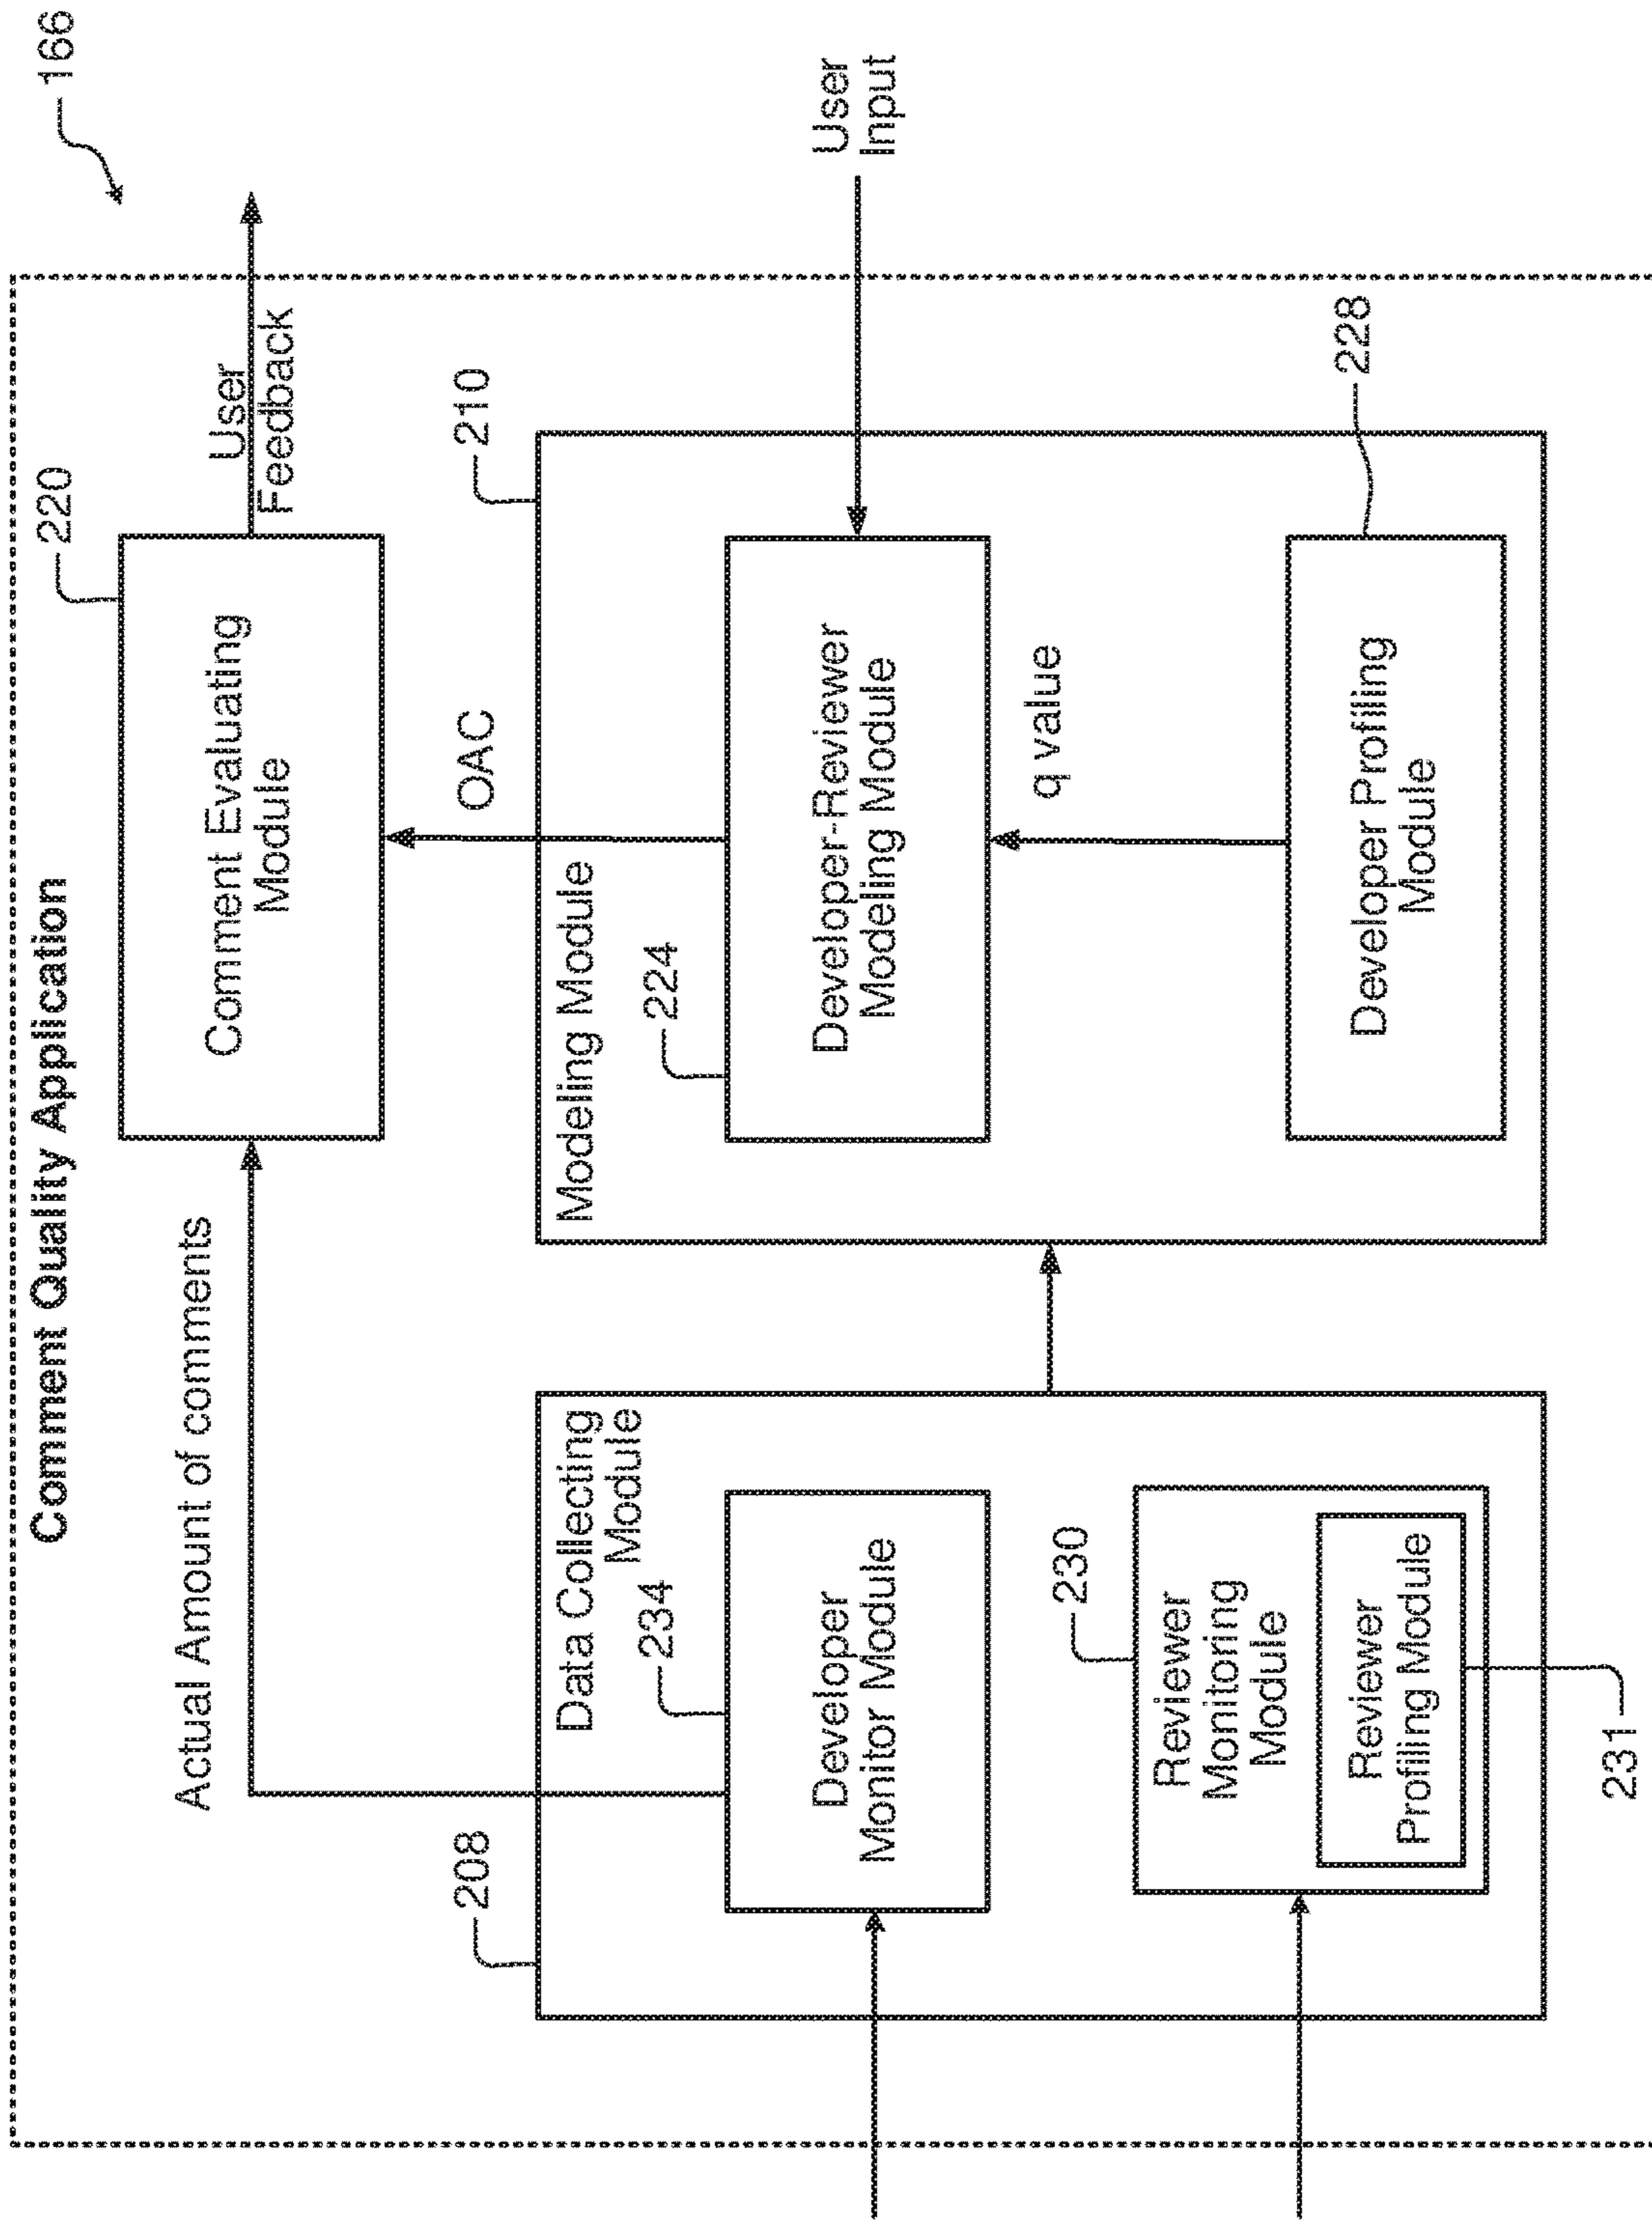 Comment Quality Application
166
Actual Amount of comments
220
Comment Evaluating
Module
User
Feedback
208
Data Collecting
Module
234
Developer
Monitor Module
230
Reviewer
Monitoring
Module
Reviewer
Profiling Module
231
OAC
210
Modeling Module
224
Developer-Reviewer
Modeling Module
User
Input
q value
Developer Profiling
Module
228